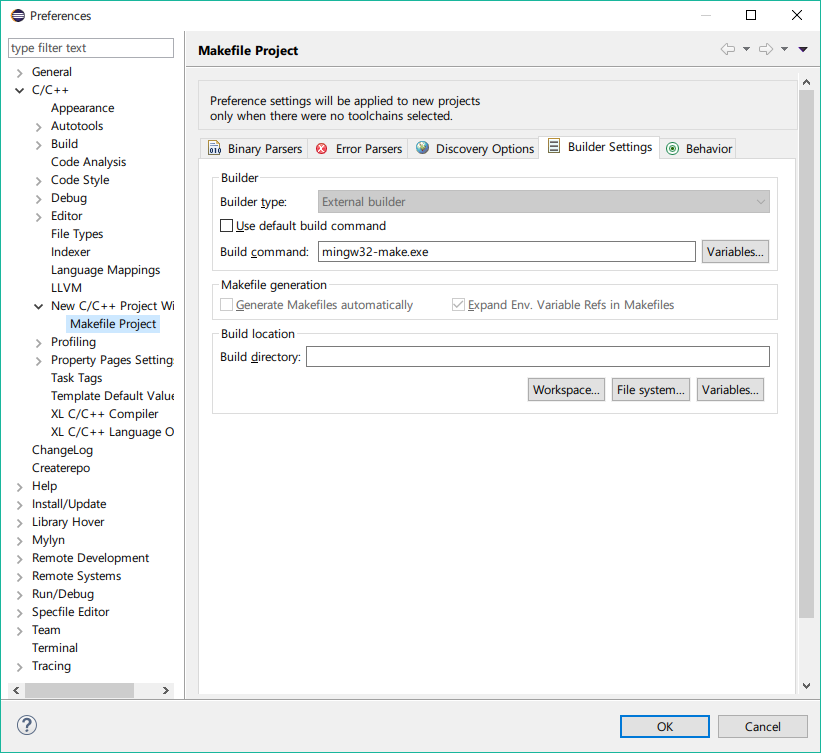 Preferences
type filter text
General
C/C++
Appearance
Autotools
Build
Code Analysis
Code Style
Debug
Editor
File Types
Indexer
Language Mappings
LLVM
New C/C++ Project Wi
Makefile Project
Profiling
Property Pages Settings
Task Tags
Template Default Value
XL C/C++ Compiler
XL C/C++ Language O
ChangeLog
Createrepo
Help
Install/Update
Library Hover
Mylyn
Remote Development
Remote Systems
Run/Debug
Specfile Editor
Team
Terminal
Tracing
Makefile Project
Preference settings will be applied to new projects
only when there were no toolchains selected.
010 Binary Parsers Error Parsers Discovery Options Builder Settings Behavior
Builder
Builder type: External builder
Use default build command
Build command: mingw32-make.exe Variables...
Makefile generation
Generate Makefiles automatically Expand Env. Variable Refs in Makefiles
Build location
Build directory:
Workspace... File system... Variables...
? OK Cancel